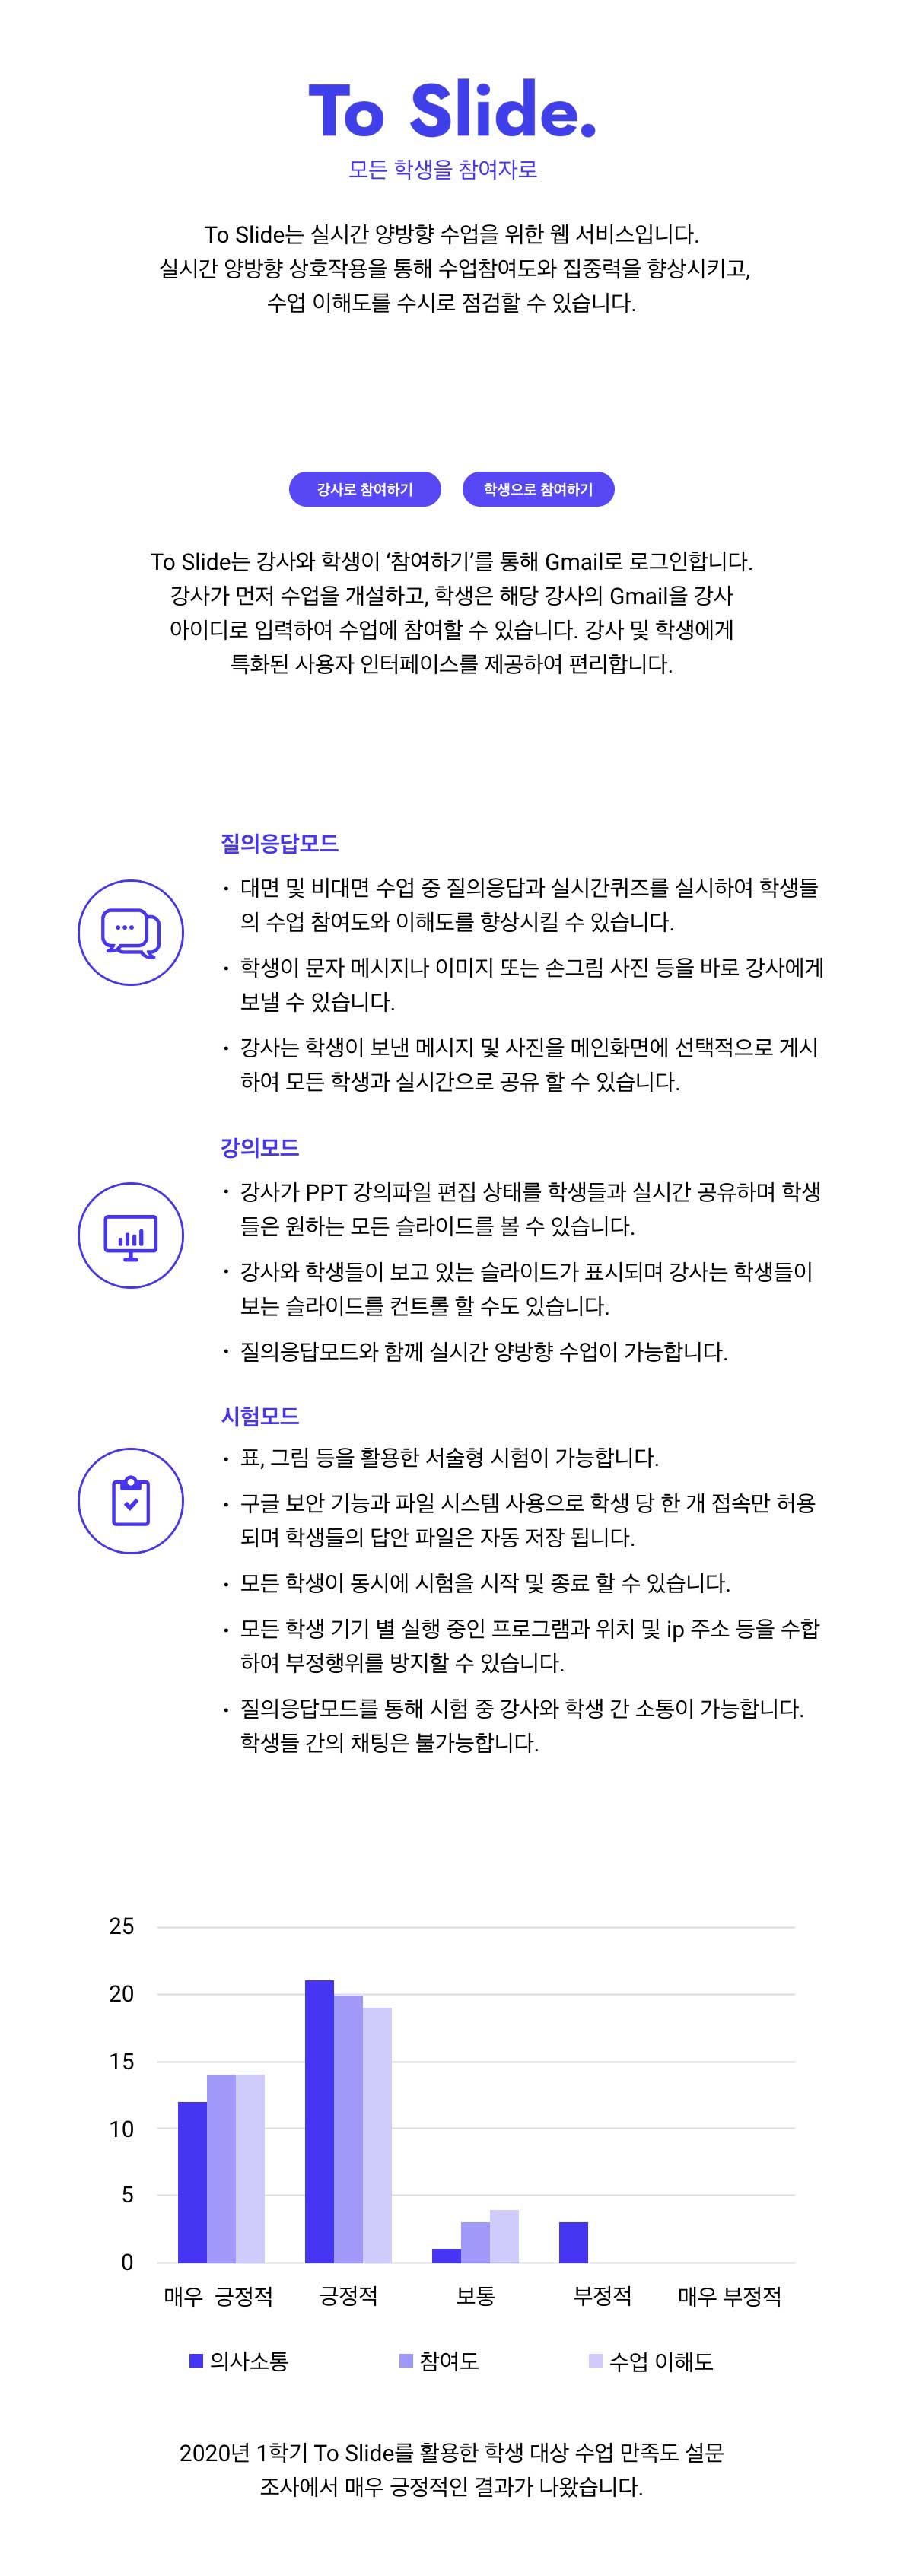 To Slide.
모든 학생을 참여자로
To Slide는 실시간 양방향 수업을 위한 웹 서비스입니다.
실시간 양방향 상호작용을 통해 수업참여도와 집중력을 향상시키고,
수업 이해도를 수시로 점검할 수 있습니다.
강사로 참여하기 학생으로 참여하기
To Slide는 강사와 학생이 ‘참여하기’를 통해 Gmail로 로그인합니다.
강사가 먼저 수업을 개설하고, 학생은 해당 강사의 Gmail을 강사
아이디로 입력하여 수업에 참여할 수 있습니다. 강사 및 학생에게
특화된 사용자 인터페이스를 제공하여 편리합니다.
질의응답모드
• 대면 및 비대면 수업 중 질의응답과 실시간퀴즈를 실시하여 학생들
의 수업 참여도와 이해도를 향상시킬 수 있습니다.
• 학생이 문자 메시지나 이미지 또는 손그림 사진 등을 바로 강사에게
보낼 수 있습니다.
• 강사는 학생이 보낸 메시지 및 사진을 메인화면에 선택적으로 게시
하여 모든 학생과 실시간으로 공유 할 수 있습니다.
강의모드
• 강사가 PPT 강의파일 편집 상태를 학생들과 실시간 공유하며 학생
들은 원하는 모든 슬라이드를 볼 수 있습니다.
• 강사와 학생들이 보고 있는 슬라이드가 표시되며 강사는 학생들이
보는 슬라이드를 컨트롤 할 수도 있습니다.
• 질의응답모드와 함께 실시간 양방향 수업이 가능합니다.
시험모드
• 표, 그림 등을 활용한 서술형 시험이 가능합니다.
• 구글 보안 기능과 파일 시스템 사용으로 학생 당 한 개 접속만 허용
되며 학생들의 답안 파일은 자동 저장 됩니다.
• 모든 학생이 동시에 시험을 시작 및 종료 할 수 있습니다.
• 모든 학생 기기 별 실행 중인 프로그램과 위치 및 ip 주소 등을 수합
하여 부정행위를 방지할 수 있습니다.
• 질의응답모드를 통해 시험 중 강사와 학생 간 소통이 가능합니다.
학생들 간의 채팅은 불가능합니다.
25
20
15
10
5
0
매우 긍정적 긍정적 보통 부정적 매우 부정적
의사소통 참여도 수업 이해도
2020년 1학기 To Slide를 활용한 학생 대상 수업 만족도 설문
조사에서 매우 긍정적인 결과가 나왔습니다.